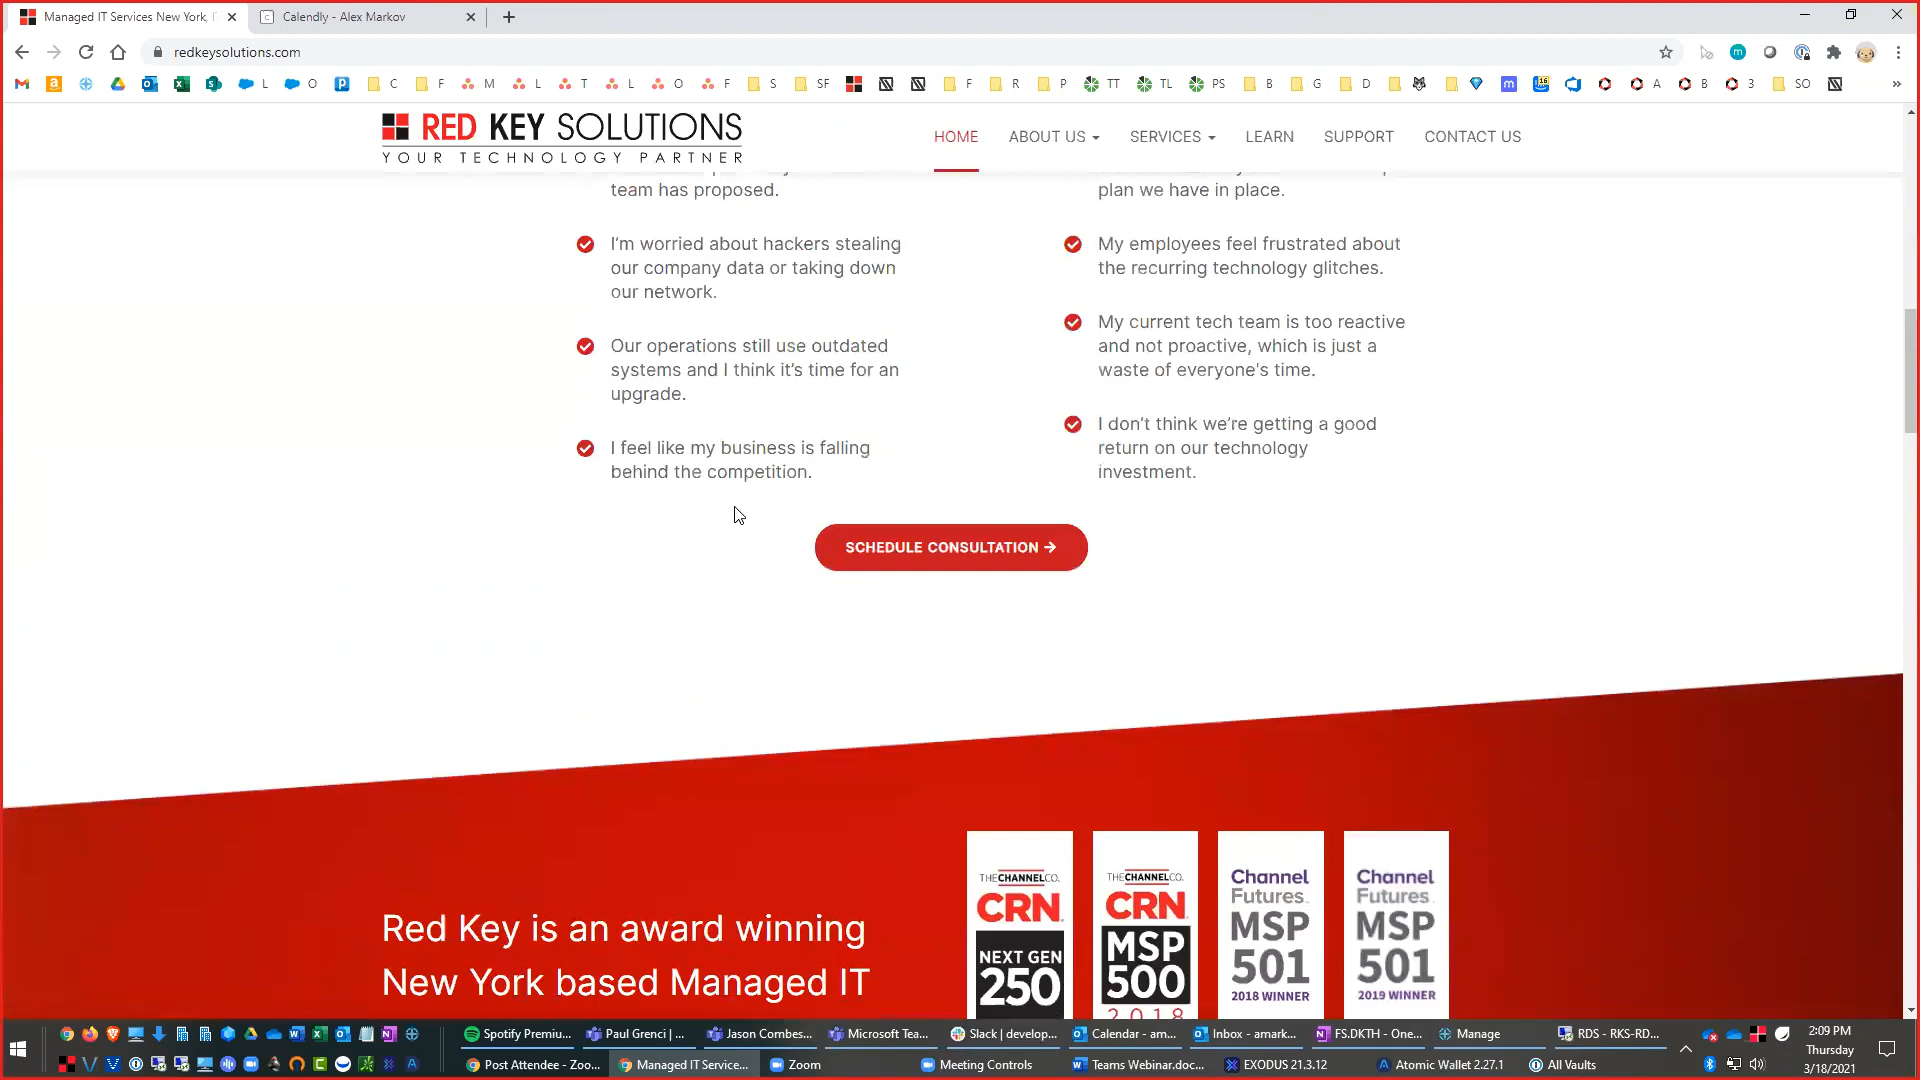 Managed IT Services New York,
Calendly - Alex Markov
redkeysolutions.com
L
O
C
F
M
L
T
L
O
F
S
SF
F
R
P
TT
TL
PS
B
G
D
A
B
3
SO
RED KEY SOLUTIONS
YOUR TECHNOLOGY PARTNER
HOME
ABOUT US
SERVICES
LEARN
SUPPORT
CONTACT US
team has proposed.
I'm worried about hackers stealing
our company data or taking down
our network.
Our operations still use outdated
systems and I think it's time for an
upgrade.
I feel like my business is falling
behind the competition.
plan we have in place.
My employees feel frustrated about
the recurring technology glitches.
My current tech team is too reactive
and not proactive, which is just a
waste of everyone's time.
I don't think we're getting a good
return on our technology
investment.
SCHEDULE CONSULTATION →
Red Key is an award winning
New York based Managed IT
THE CHANNEL CO.
CRN
NEXT GEN
250
THE CHANNEL CO.
CRN
MSP
500
2018
Channel
Futures
MSP
501
2018 WINNER
Channel
Futures
MSP
501
2019 WINNER
Spotify Premiu...
Paul Grenci | ...
Jason Combes...
Microsoft Tea...
Slack | develop...
Calendar - am...
Inbox - amark...
FS.DKTH - One...
Manage
RDS - RKS-RD...
Post Attendee - Zoo...
Managed IT Service...
Zoom
Meeting Controls
Teams Webinar.doc...
EXODUS 21.3.12
Atomic Wallet 2.27.1
All Vaults
2:09 PM
Thursday
3/18/2021